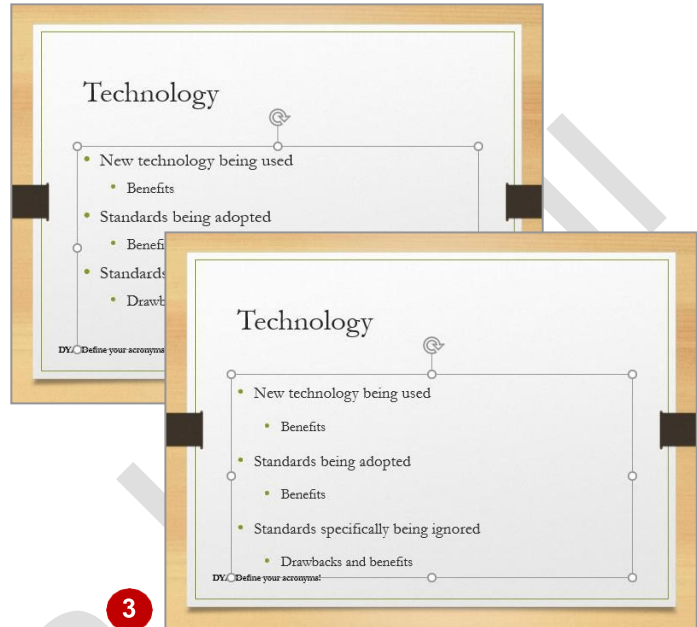 Technology
New technology being used
Benefits
Standards being adopted
Standards
DY
Define your acronyms
Technology
New technology being used
Benefits
Standards being adopted
Benefits
Standards specifically being ignored
Drawbacks and benefits
Define your acronyms!
3